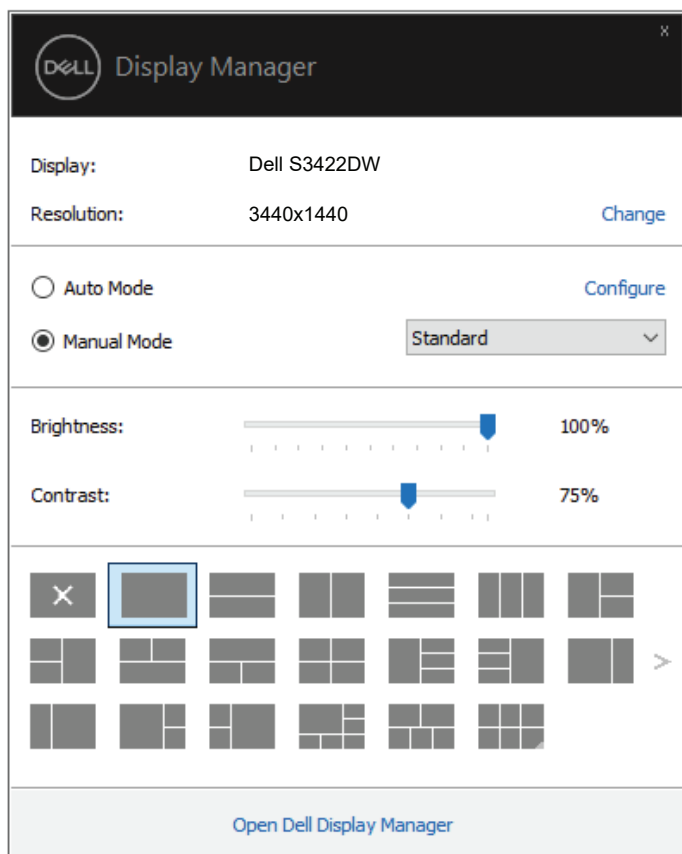 x
DELL Display Manager
Display: Dell S3422DW
Resolution: 3440x1440 Change
Auto Mode Configure
Manual Mode Standard
Brightness: 100%
Contrast: 75%
Open Dell Display Manager